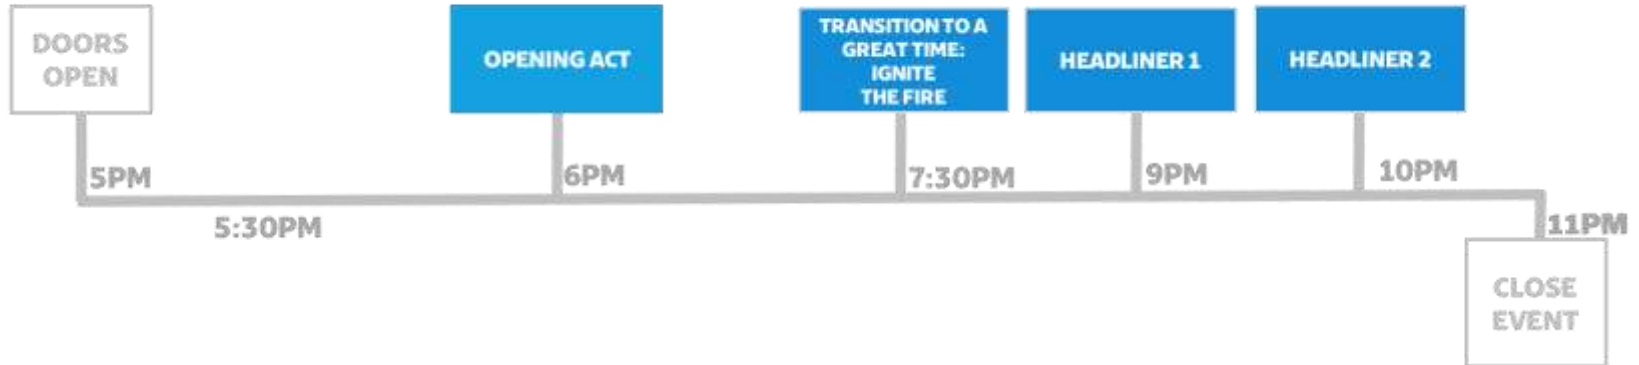 DOORS
OPEN
OPENING ACT
TRANSITION TO A
GREAT TIME:
IGNITE
THE FIRE
HEADLINER 1
HEADLINER 2
5PM
6PM
7:30PM
9PM
10PM
5:30PM
11PM
CLOSE
EVENT